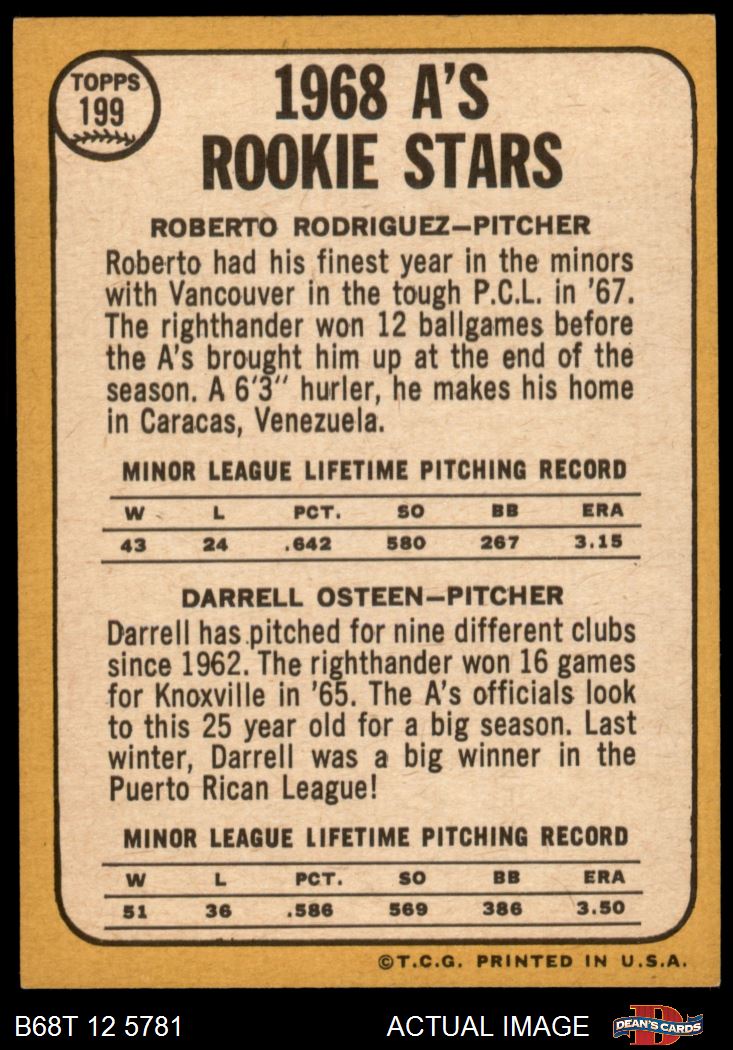 TOPPS
199
1968 A'S
ROOKIE STARS
ROBERTO RODRIGUEZ—PITCHER
Roberto had his finest year in the minors
with Vancouver in the tough P.C.L. in '67.
The righthander won 12 ballgames before
the A's brought him up at the end of the
season. A 6'3" hurler, he makes his home
in Caracas, Venezuela.
MINOR LEAGUE LIFETIME PITCHING RECORD
W L PCT. SO BB ERA
43 24 .642 580 267 3.15
DARRELL OSTEEN—PITCHER
Darrell has pitched for nine different clubs
since 1962. The righthander won 16 games
for Knoxville in '65. The A's officials look
to this 25 year old for a big season. Last
winter, Darrell was a big winner in the
Puerto Rican League!
MINOR LEAGUE LIFETIME PITCHING RECORD
W L PCT. SO BB ERA
51 36 .586 569 386 3.50
©T.C.G. PRINTED IN U.S.A.
B68T 12 5781 ACTUAL IMAGE D DEAN'S CARDS